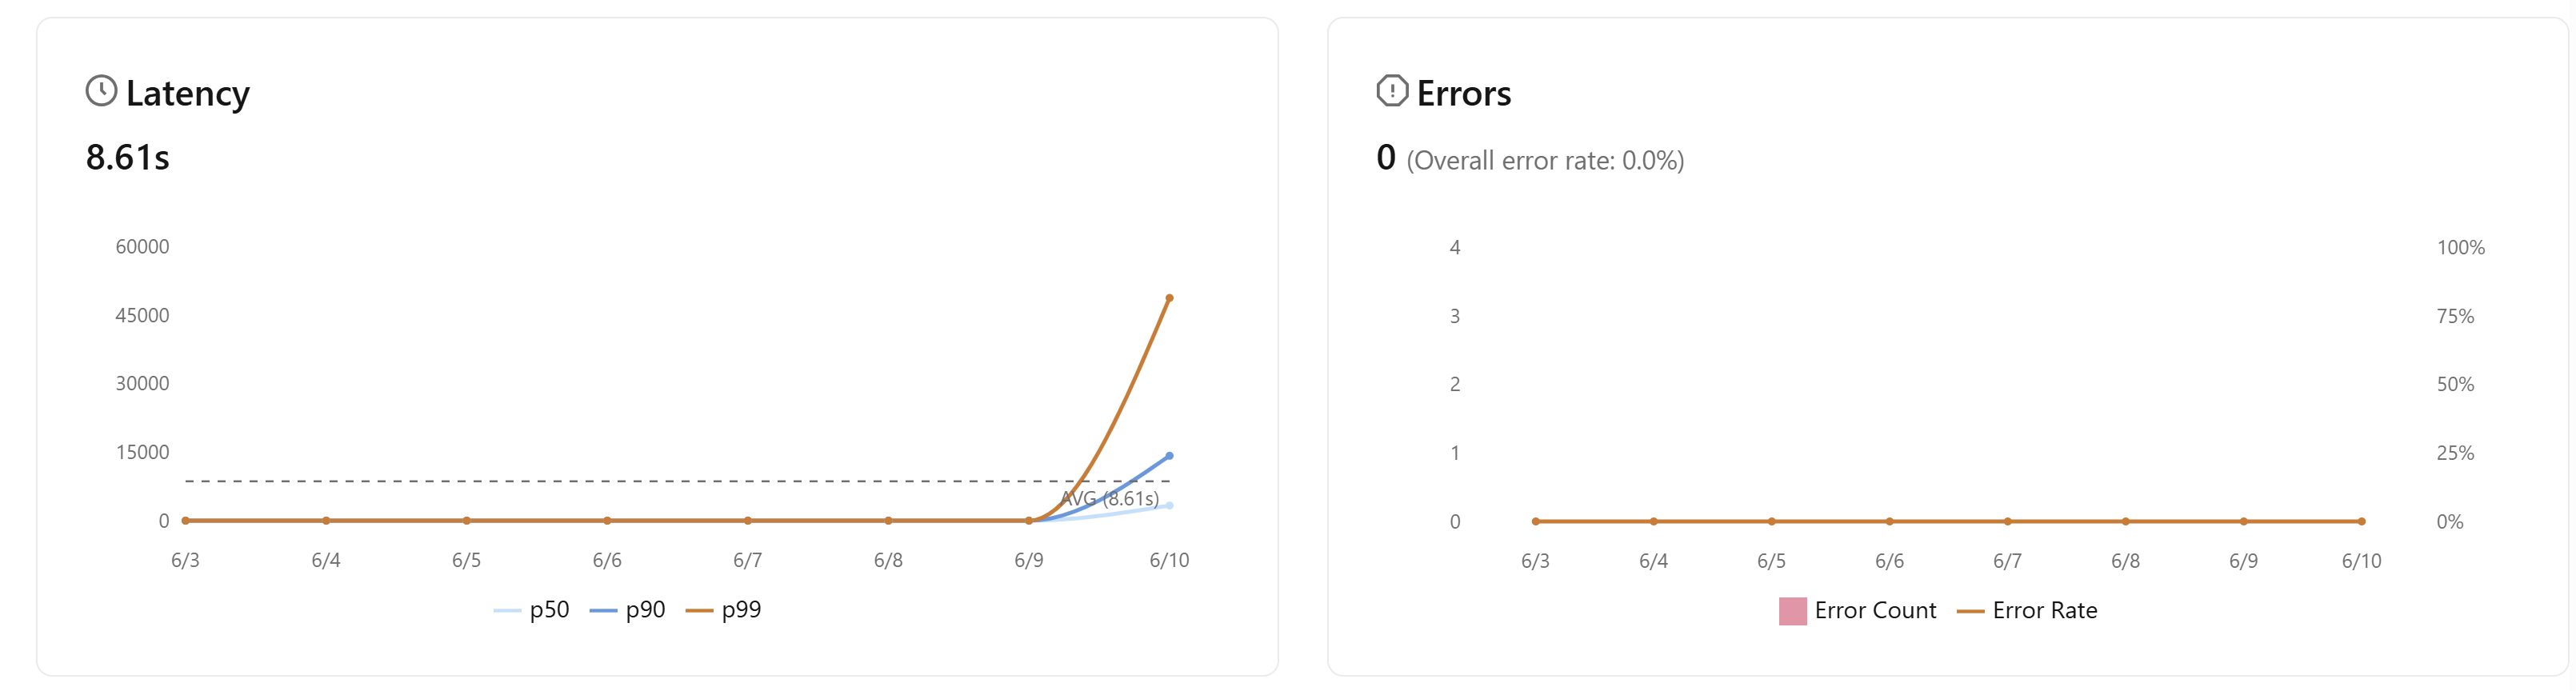 Latency
8.61s
60000
45000
30000
15000
0
AVG (8.61s)
6/3 6/4 6/5 6/6 6/7 6/8 6/9 6/10
p50 p90 p99
Errors
0 (Overall error rate: 0.0%)
4 100%
3 75%
2 50%
1 25%
0 0%
6/3 6/4 6/5 6/6 6/7 6/8 6/9 6/10
Error Count Error Rate